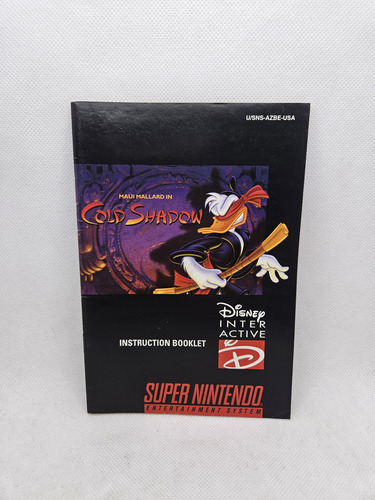 U/SNS-AZBE-USA
MAUI MALLARD IN
COLD SHADOW
Disney
INTER
ACTIVE
D
INSTRUCTION BOOKLET
SUPER NINTENDO
ENTERTAINMENT SYSTEM